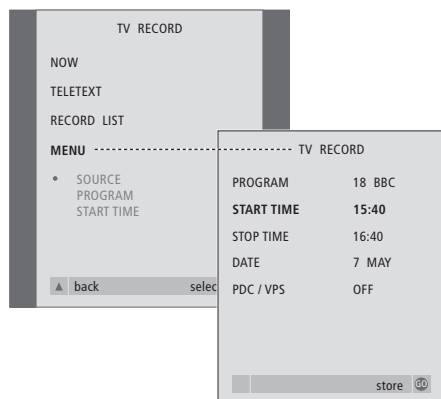 TV RECORD
NOW
TELETEXT
RECORD LIST
MENU
• SOURCE
PROGRAM
START TIME
▲ back selec
TV RECORD
PROGRAM 18 BBC
START TIME 15:40
STOP TIME 16:40
DATE 7 MAY
PDC / VPS OFF
store GO